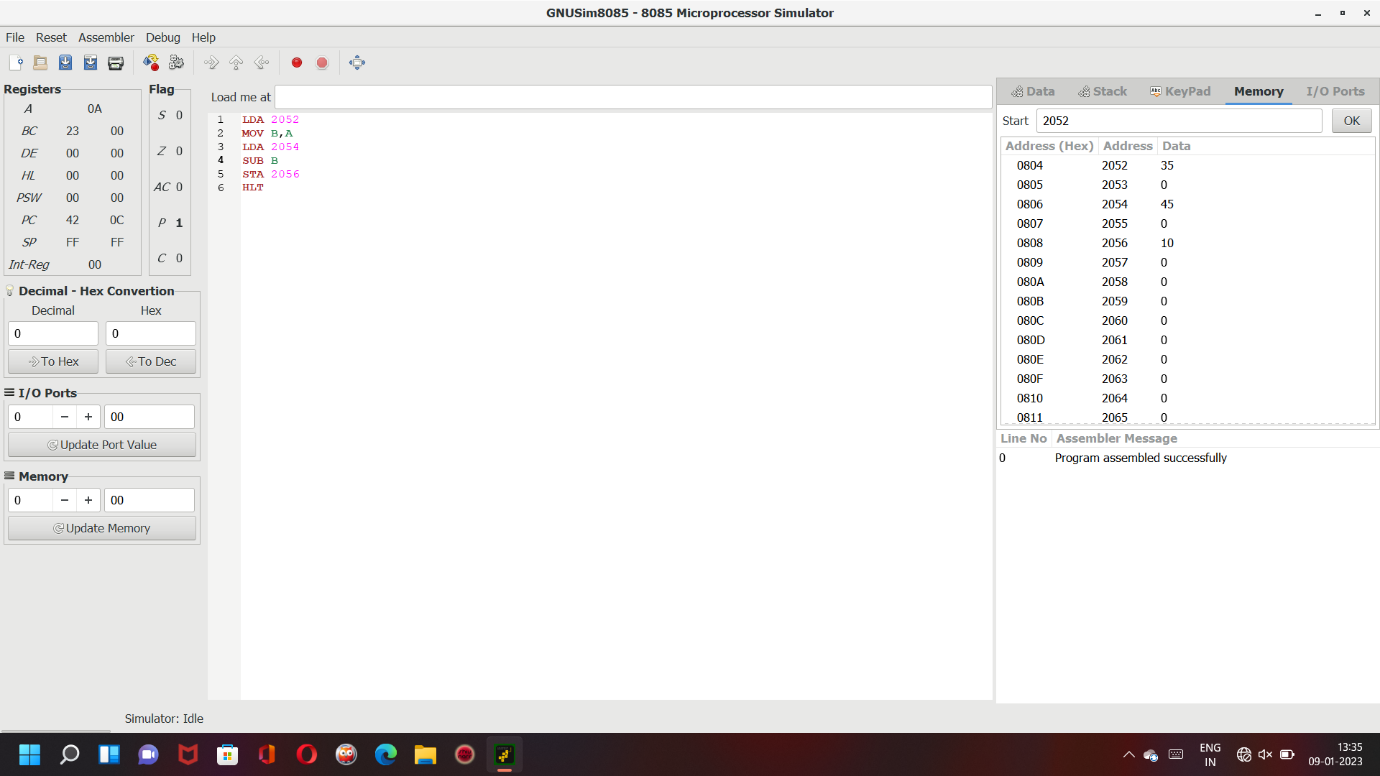 GNUSim8085 - 8085 Microprocessor Simulator
File Reset Assembler Debug Help
Registers
A 0A
BC 23 00
DE 00 00
HL 00 00
PSW 00 00
PC 42 0C
SP FF FF
Int-Reg 00
Flag
S 0
Z 0
AC 0
P 1
C 0
Decimal - Hex Convertion
Decimal Hex
0 0
To Hex To Dec
I/O Ports
0 − + 00
Update Port Value
Memory
0 − + 00
Update Memory
Load me at
1 LDA 2052
2 MOV B,A
3 LDA 2054
4 SUB B
5 STA 2056
6 HLT
Data Stack KeyPad Memory I/O Ports
Start 2052 OK
Address (Hex) Address Data
0804 2052 35
0805 2053 0
0806 2054 45
0807 2055 0
0808 2056 10
0809 2057 0
080A 2058 0
080B 2059 0
080C 2060 0
080D 2061 0
080E 2062 0
080F 2063 0
0810 2064 0
0811 2065 0
Line No Assembler Message
0 Program assembled successfully
Simulator: Idle
ENG
IN
13:35
09-01-2023